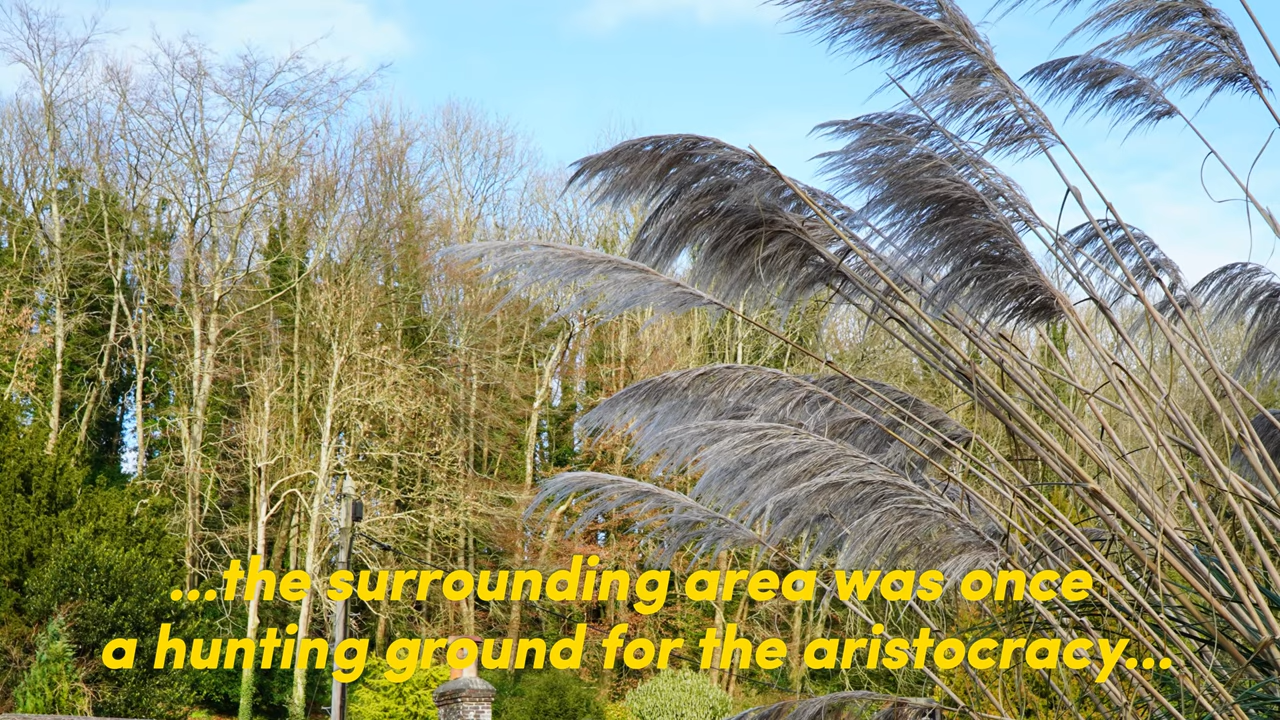 ...the surrounding area was once
a hunting ground for the aristocracy...